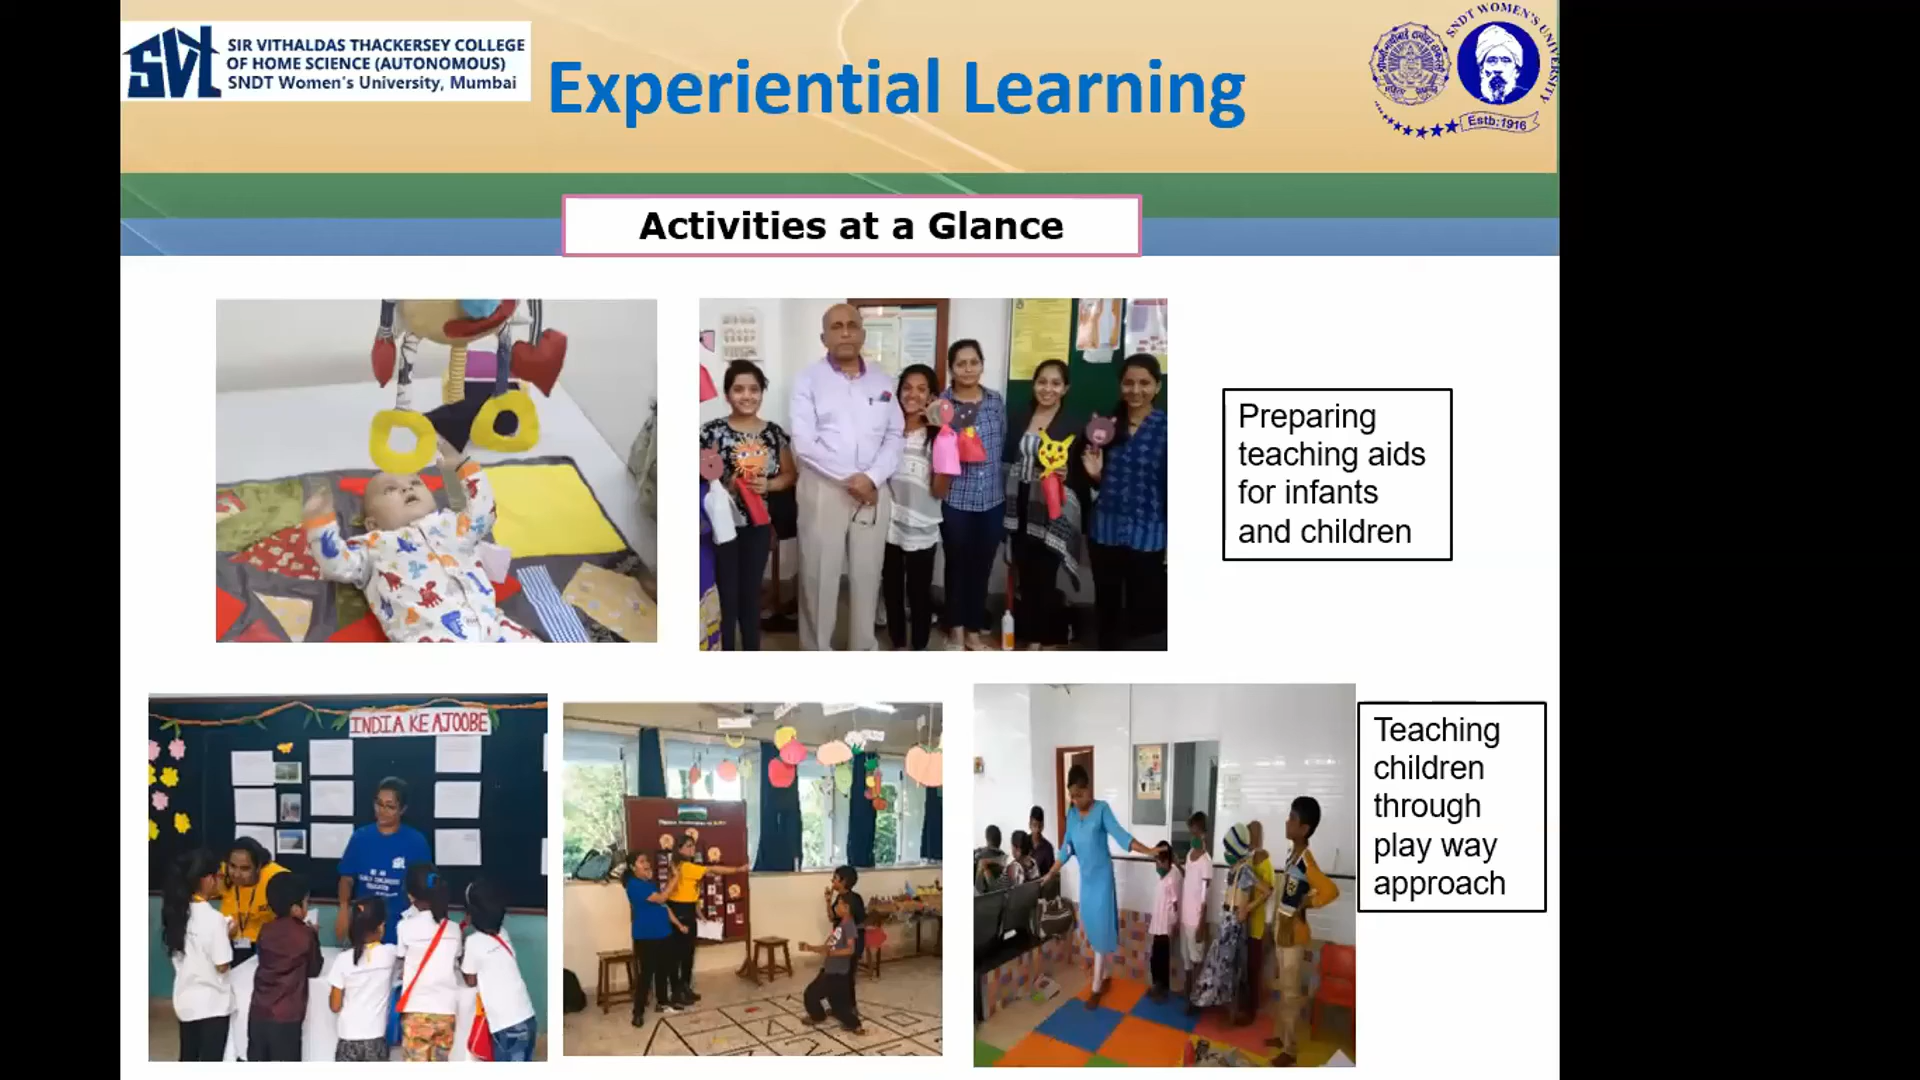 SVT
SIR VITHALDAS THACKERSEY COLLEGE
OF HOME SCIENCE (AUTONOMOUS)
SNDT Women's University, Mumbai
Experiential Learning
SNDT WOMEN'S UNIVERSITY
Estb:1916
Activities at a Glance
Preparing
teaching aids
for infants
and children
INDIA KE AJOOBE
Teaching
children
through
play way
approach